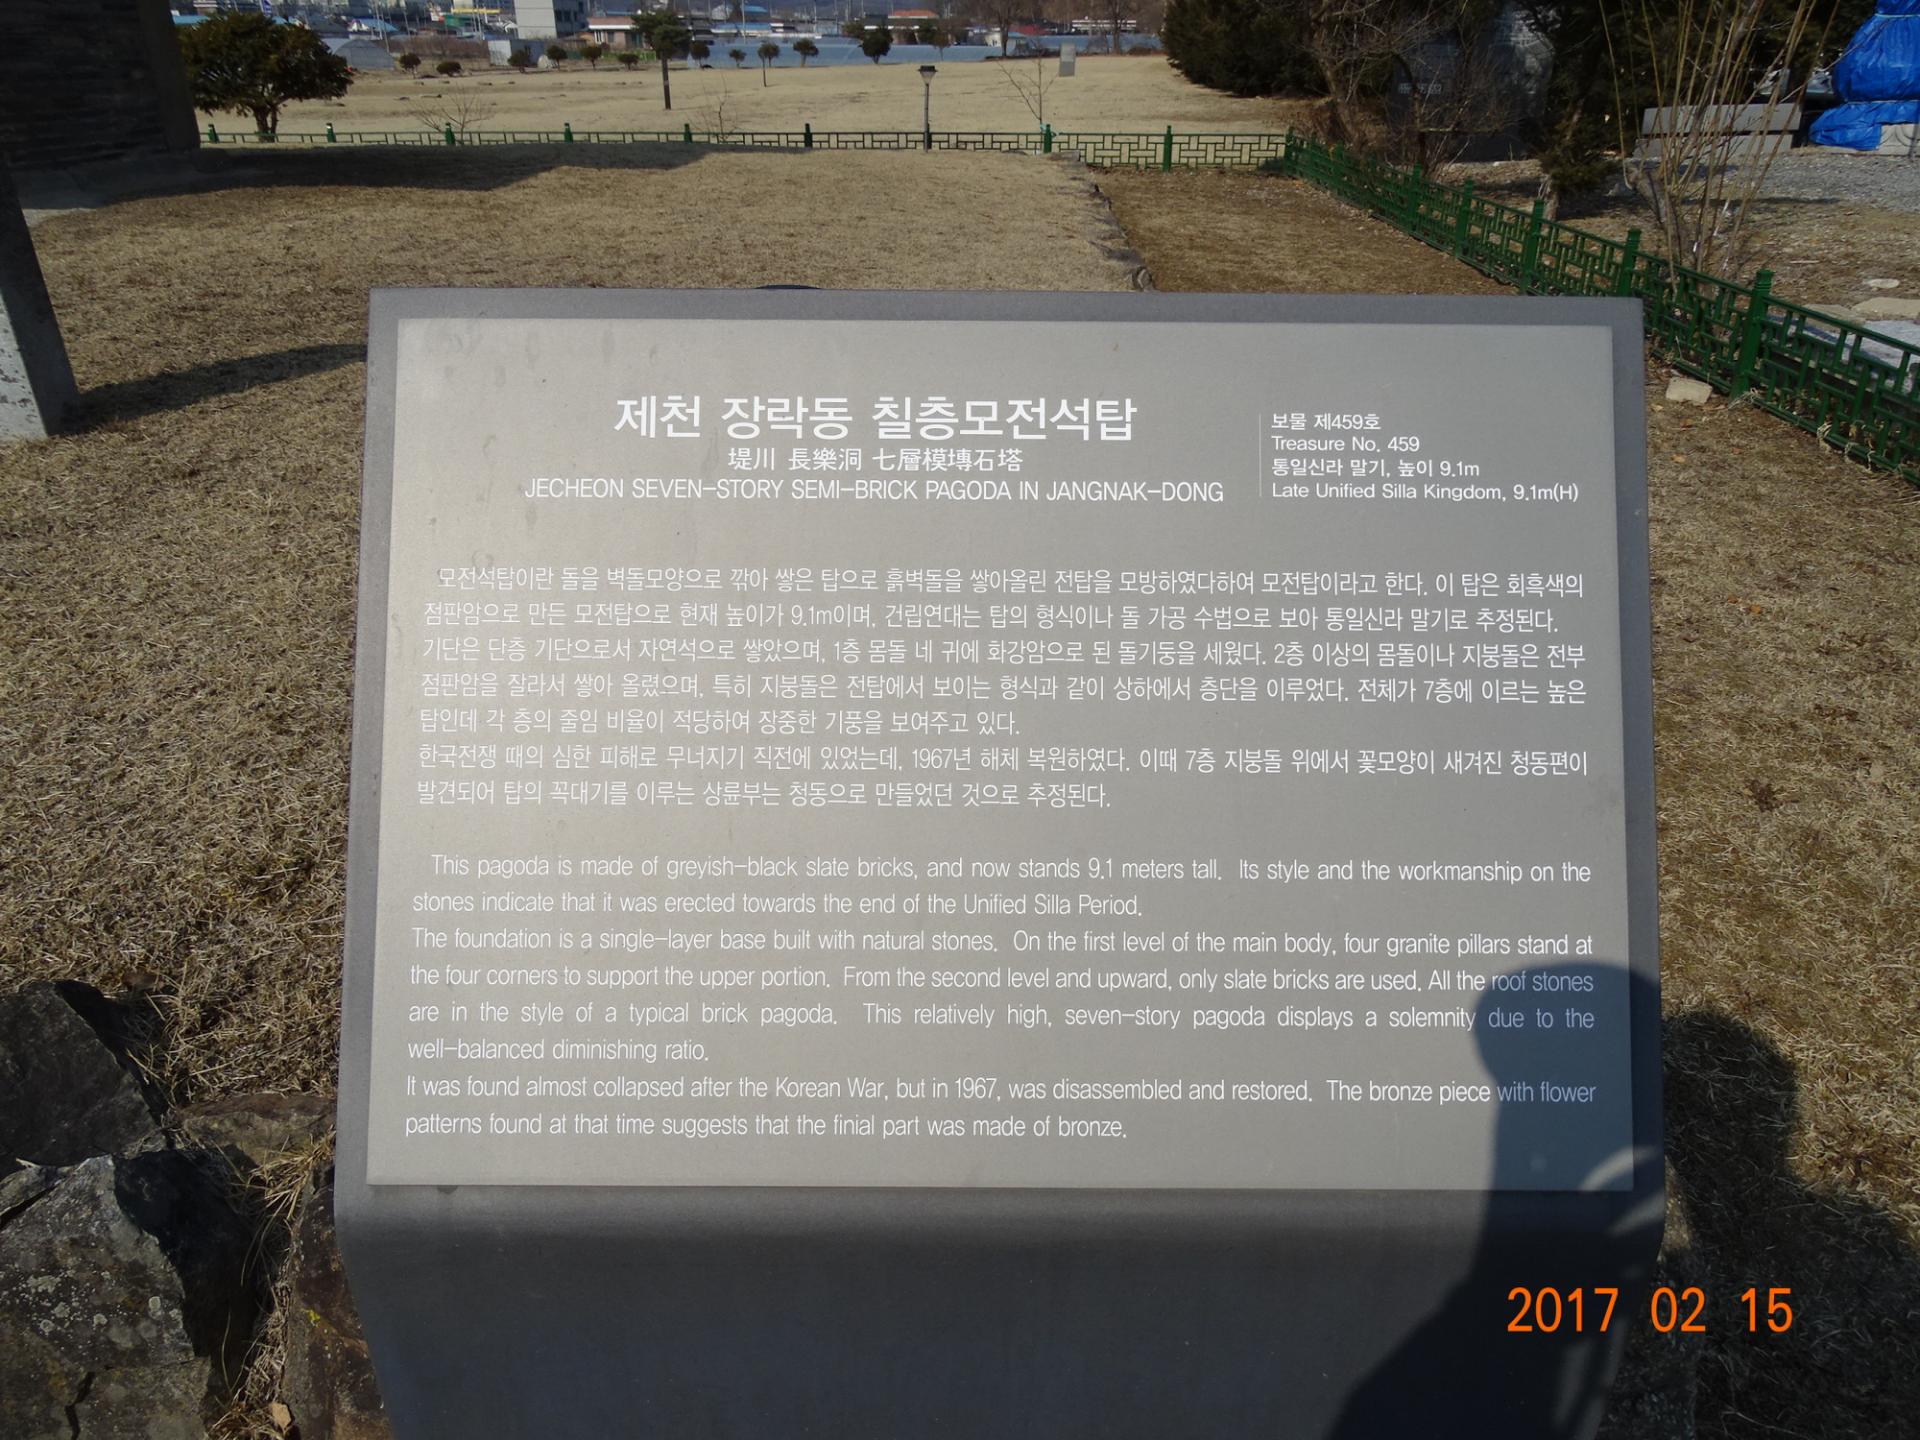 제천 장락동 칠층모전석탑
堤川 長樂洞 七層模塼石塔
JECHEON SEVEN-STORY SEMI-BRICK PAGODA IN JANGNAK-DONG
보물 제459호
Treasure No. 459
통일신라 말기, 높이 9.1m
Late Unified Silla Kingdom, 9.1m(H)
모전석탑이란 돌을 벽돌모양으로 깎아 쌓은 탑으로 흙벽돌을 쌓아올린 전탑을 모방하였다하여 모전탑이라고 한다. 이 탑은 회흑색의
점판암으로 만든 모전탑으로 현재 높이가 9.1m이며, 건립연대는 탑의 형식이나 돌 가공 수법으로 보아 통일신라 말기로 추정된다.
기단은 단층 기단으로서 자연석으로 쌓았으며, 1층 몸돌 네 귀에 화강암으로 된 돌기둥을 세웠다. 2층 이상의 몸돌이나 지붕돌은 전부
점판암을 잘라서 쌓아 올렸으며, 특히 지붕돌은 전탑에서 보이는 형식과 같이 상하에서 층단을 이루었다. 전체가 7층에 이르는 높은
탑인데 각 층의 줄임 비율이 적당하여 장중한 기풍을 보여주고 있다.
한국전쟁 때의 심한 피해로 무너지기 직전에 있었는데, 1967년 해체 복원하였다. 이때 7층 지붕돌 위에서 꽃모양이 새겨진 청동편이
발견되어 탑의 꼭대기를 이루는 상륜부는 청동으로 만들었던 것으로 추정된다.
This pagoda is made of greyish-black slate bricks, and now stands 9.1 meters tall. Its style and the workmanship on the
stones indicate that it was erected towards the end of the Unified Silla Period.
The foundation is a single-layer base built with natural stones. On the first level of the main body, four granite pillars stand at
the four corners to support the upper portion. From the second level and upward, only slate bricks are used. All the roof stones
are in the style of a typical brick pagoda. This relatively high, seven-story pagoda displays a solemnity due to the
well-balanced diminishing ratio.
It was found almost collapsed after the Korean War, but in 1967, was disassembled and restored. The bronze piece with flower
patterns found at that time suggests that the finial part was made of bronze.
2017 02 15